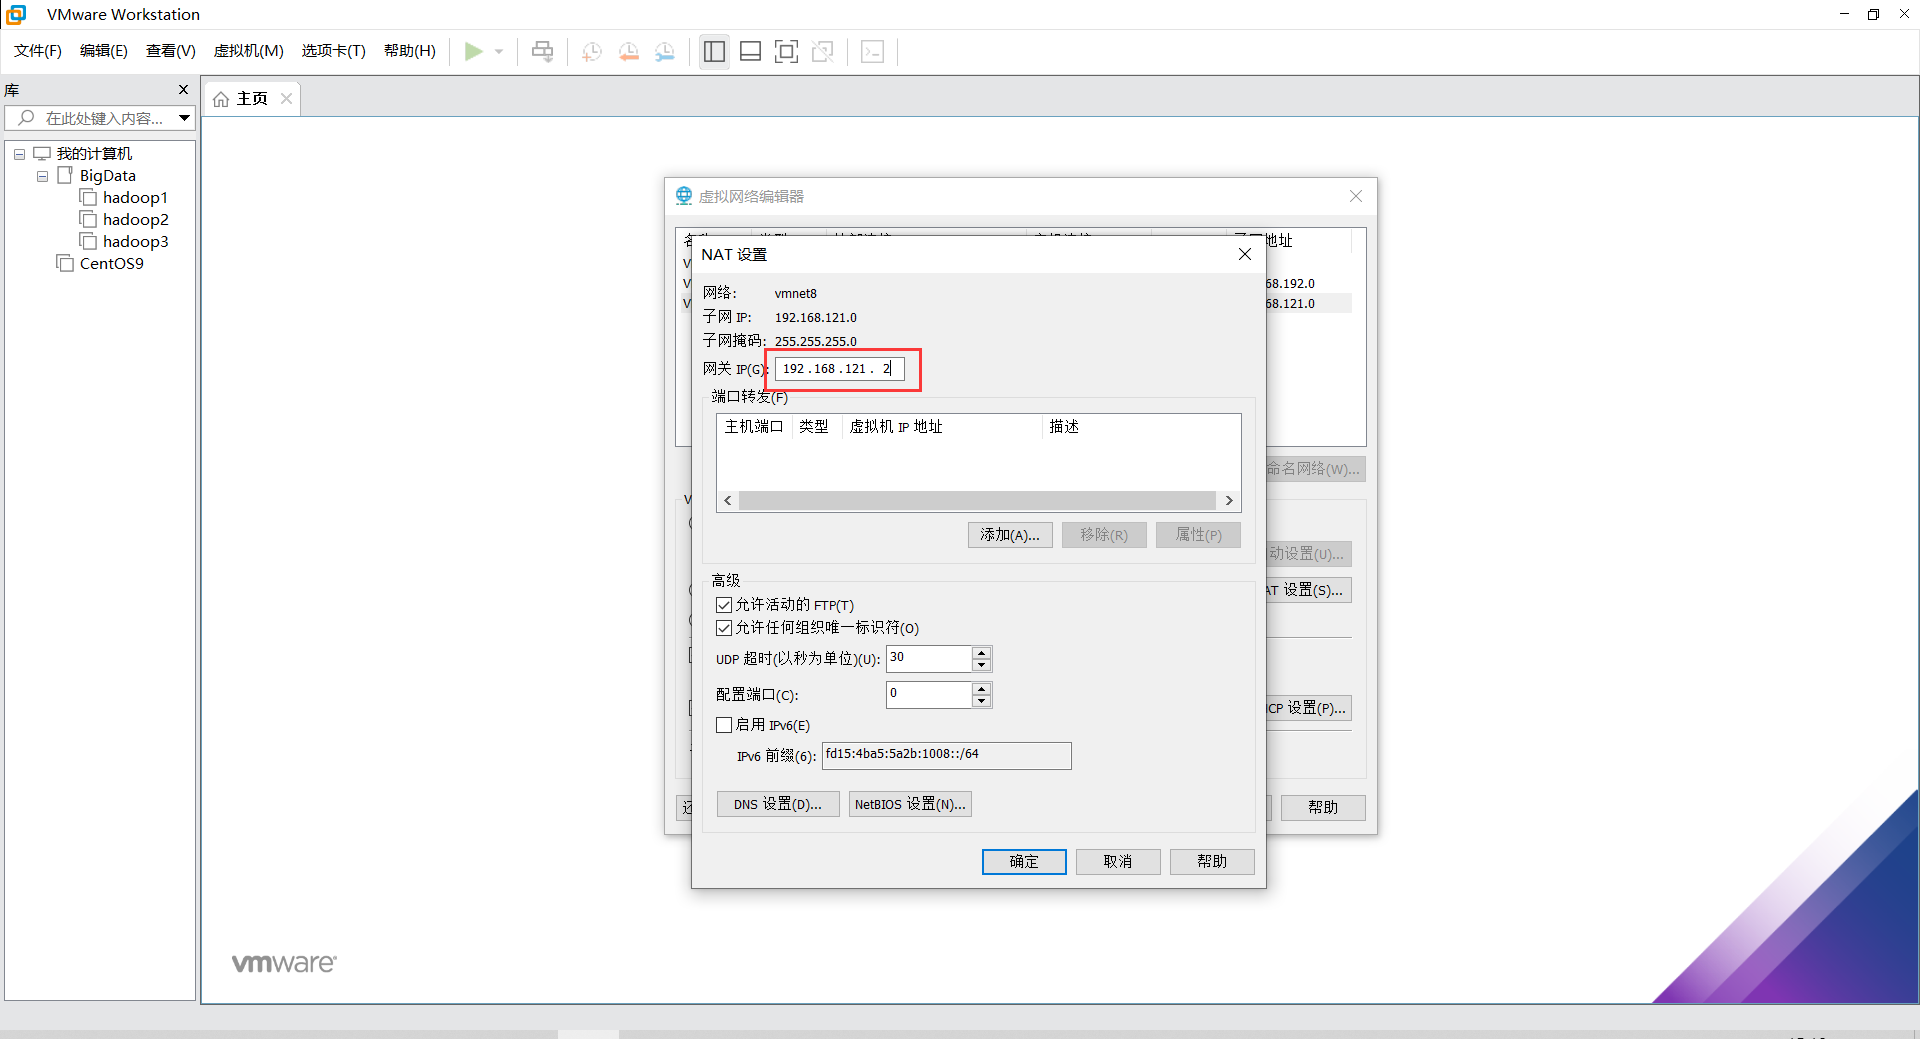 VMware Workstation
文件(F) 编辑(E) 查看(V) 虚拟机(M) 选项卡(T) 帮助(H)
库
主页
在此处键入内容...
我的计算机
BigData
hadoop1
hadoop2
hadoop3
CentOS9
虚拟网络编辑器
地址
NAT 设置
V
网络: vmnet8
V 68.192.0
V 68.121.0
子网 IP: 192.168.121.0
子网掩码: 255.255.255.0
网关 IP(G): 192 . 168 . 121 . 2
端口转发(F)
主机端口 类型 虚拟机 IP 地址 描述
命名网络(W)...
V
添加(A)... 移除(R) 属性(P)
动设置(U)...
高级
AT 设置(S)...
允许活动的 FTP(T)
允许任何组织唯一标识符(O)
UDP 超时(以秒为单位)(U): 30
配置端口(C): 0
CP 设置(P)...
启用 IPv6(E)
IPv6 前缀(6): fd15:4ba5:5a2b:1008::/64
DNS 设置(D)... NetBIOS 设置(N)...
还 帮助
确定 取消 帮助
vmware